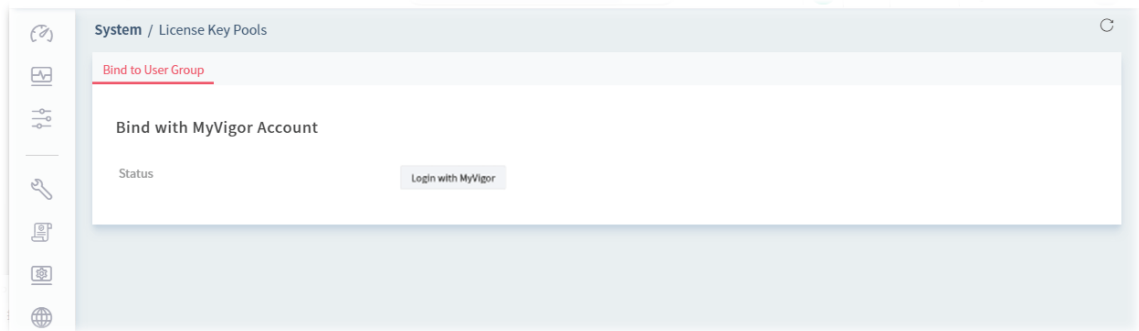 System / License Key Pools
Bind to User Group
Bind with MyVigor Account
Status
Login with MyVigor